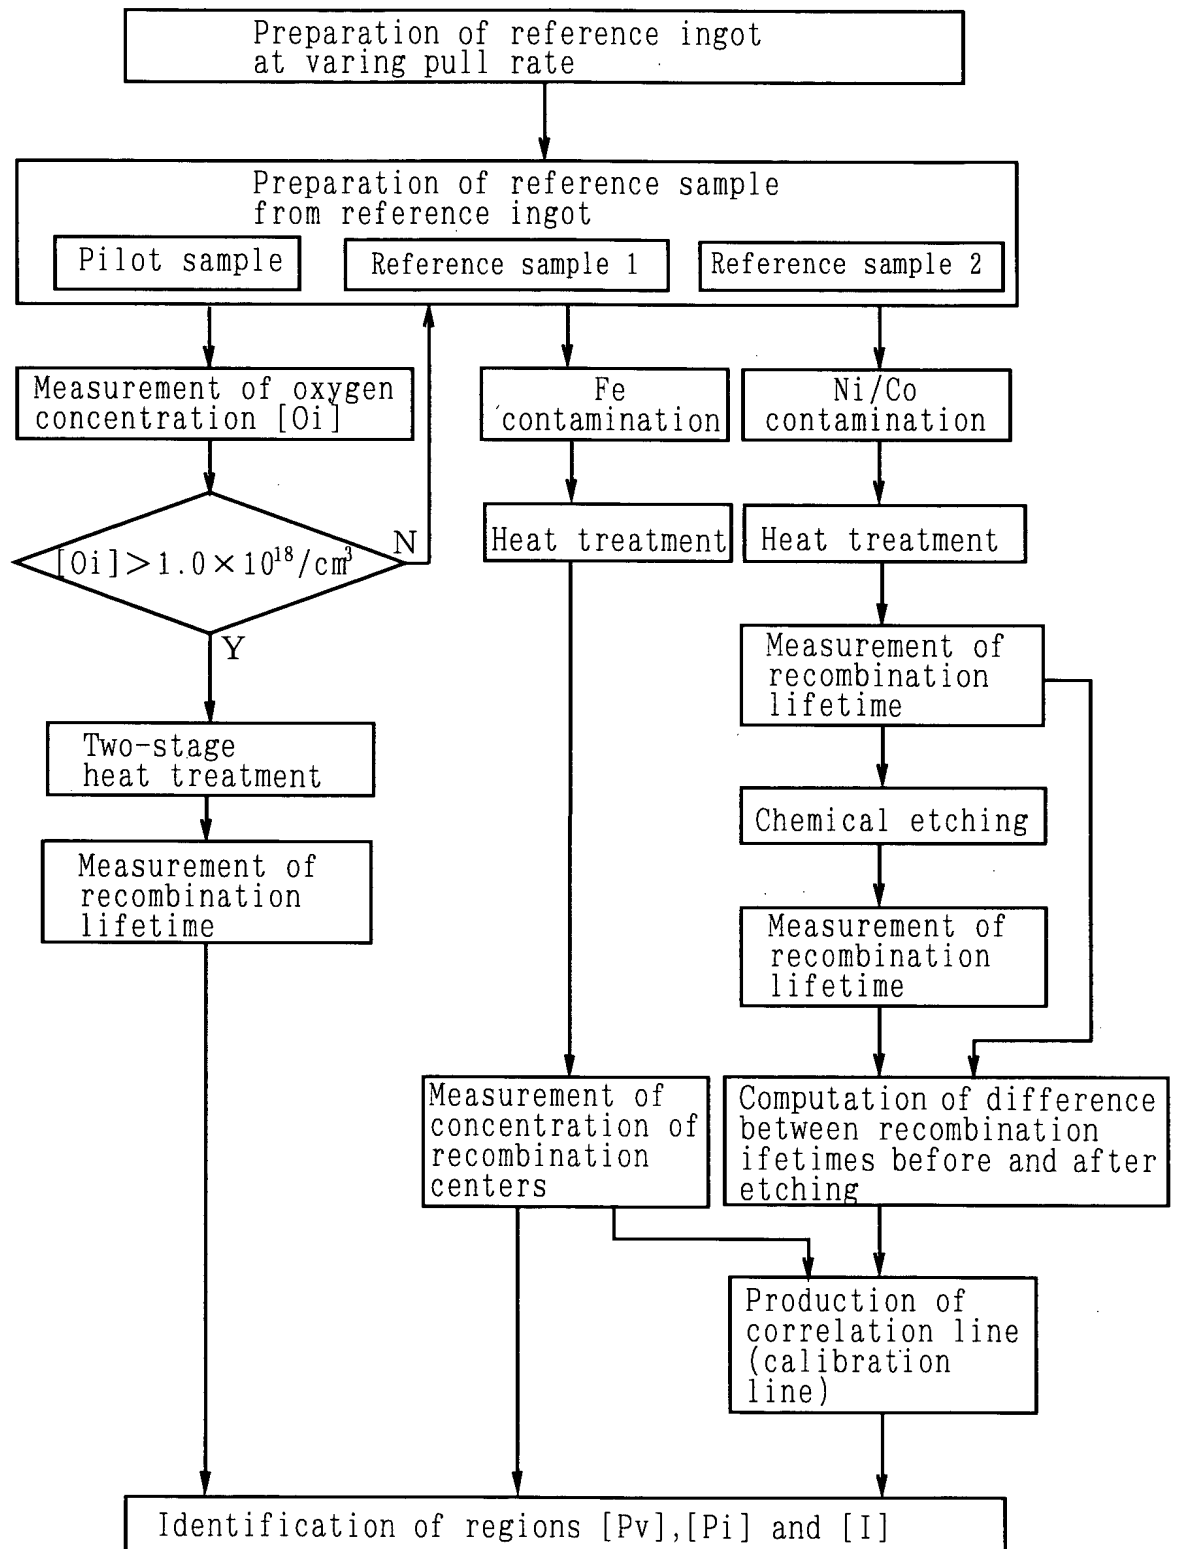 Preparation of reference ingot
at varing pull rate
Preparation of reference sample
from reference ingot
Pilot sample
Reference sample 1
Reference sample 2
Measurement of oxygen
concentration [Oi]
Fe
contamination
Ni/Co
contamination
[Oi]>1.0×10¹⁸/cm³
N
Y
Heat treatment
Heat treatment
Measurement of
recombination
lifetime
Two-stage
heat treatment
Chemical etching
Measurement of
recombination
lifetime
Measurement of
recombination
lifetime
Measurement of
concentration of
recombination
centers
Computation of difference
between recombination
ifetimes before and after
etching
Production of
correlation line
(calibration
line)
Identification of regions [Pv],[Pi] and [I]